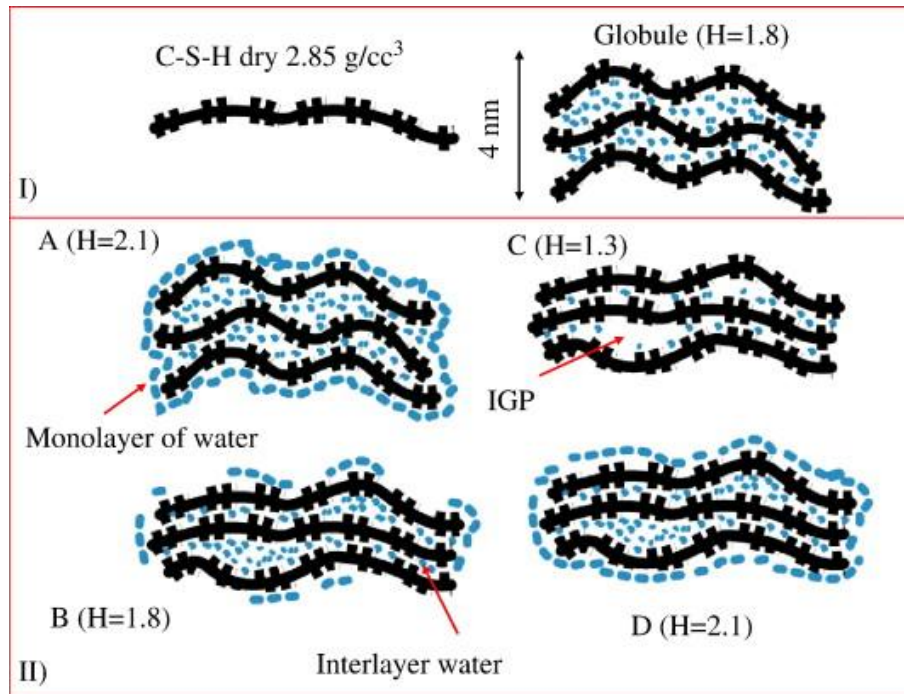 C-S-H dry 2.85 g/cc³
Globule (H=1.8)
4 nm
I)
A (H=2.1)
C (H=1.3)
IGP
Monolayer of water
B (H=1.8)
D (H=2.1)
Interlayer water
II)